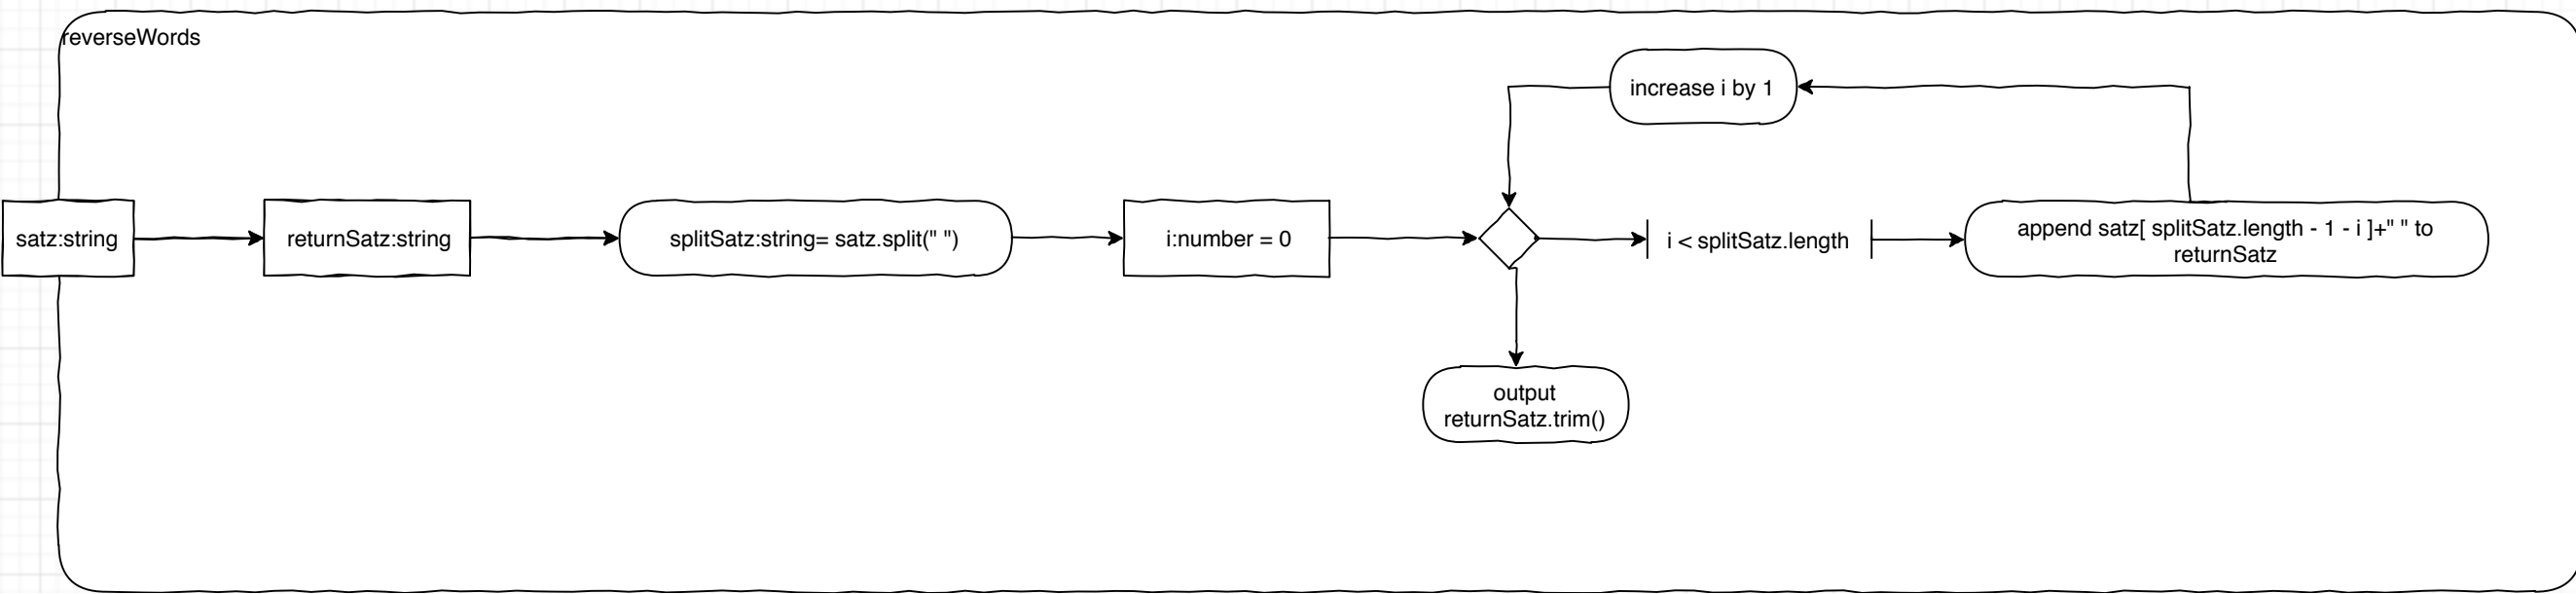 reverseWords
increase i by 1
satz:string
returnSatz:string
splitSatz:string= satz.split(" ")
i:number = 0
i < splitSatz.length
append satz[ splitSatz.length - 1 - i ]+" " to
returnSatz
output
returnSatz.trim()